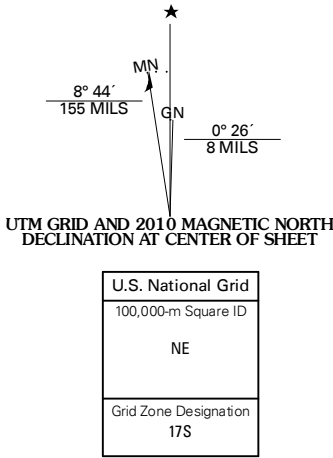 ★
MN
GN
8° 44´
155 MILS
0° 26´
8 MILS
UTM GRID AND 2010 MAGNETIC NORTH
DECLINATION AT CENTER OF SHEET
U.S. National Grid
100,000-m Square ID
NE
Grid Zone Designation
17S